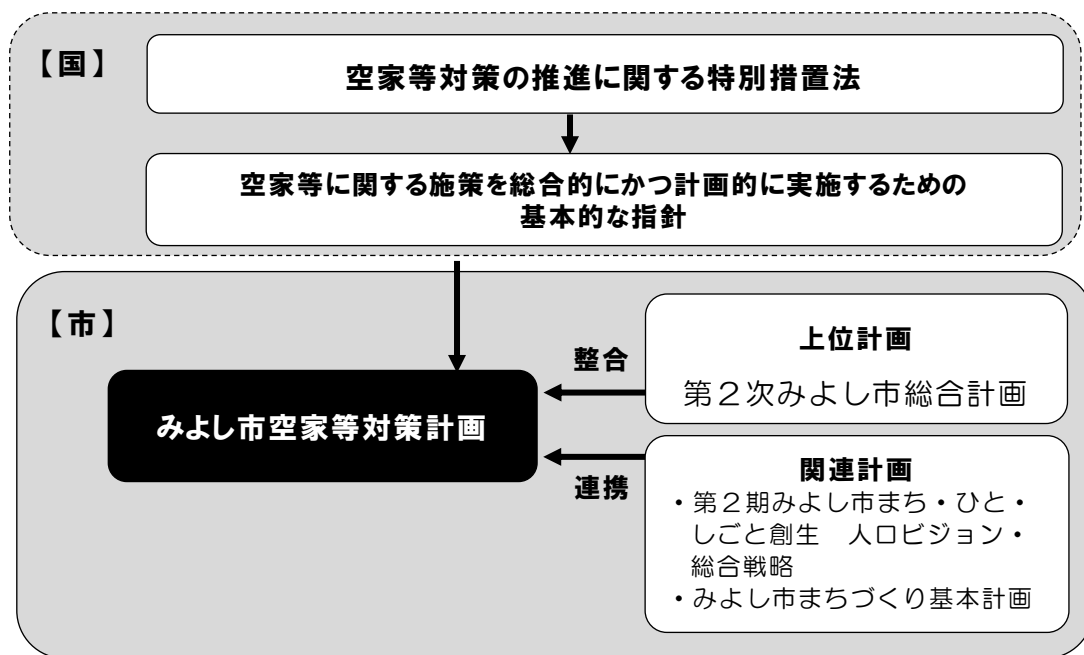 【国】
空家等対策の推進に関する特別措置法
空家等に関する施策を総合的にかつ計画的に実施するための
基本的な指針
【市】
みよし市空家等対策計画
整合
上位計画
第２次みよし市総合計画
連携
関連計画
・第２期みよし市まち・ひと・
しごと創生　人口ビジョン・
総合戦略
・みよし市まちづくり基本計画